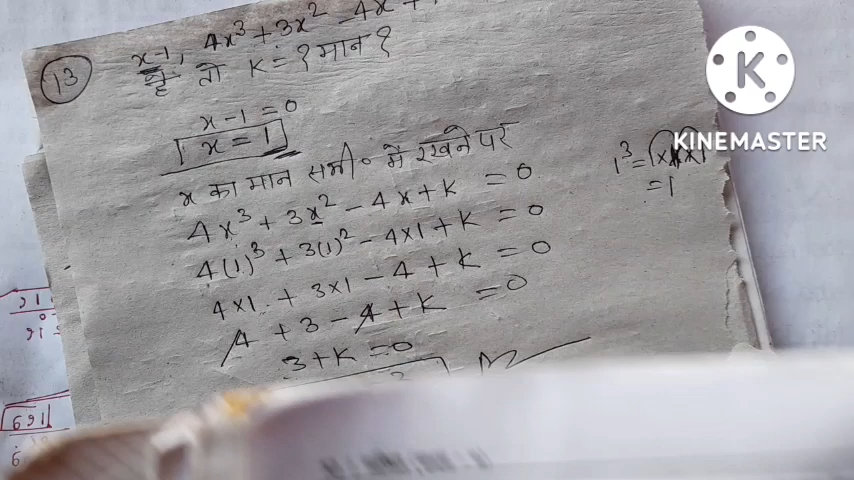 13
x-1, 4x³ + 3x² - 4x +
है तो K = ? मान ?
x-1 = 0
x = 1
x का मान समी० में रखने पर
4x³ + 3x² - 4x + K = 0
4(1)³ + 3(1)² - 4x1 + K = 0
4x1 + 3x1 - 4 + K = 0
4 + 3 - 4 + K = 0
3 + K = 0
1³ = 1x1x1
= 1
K
KINEMASTER